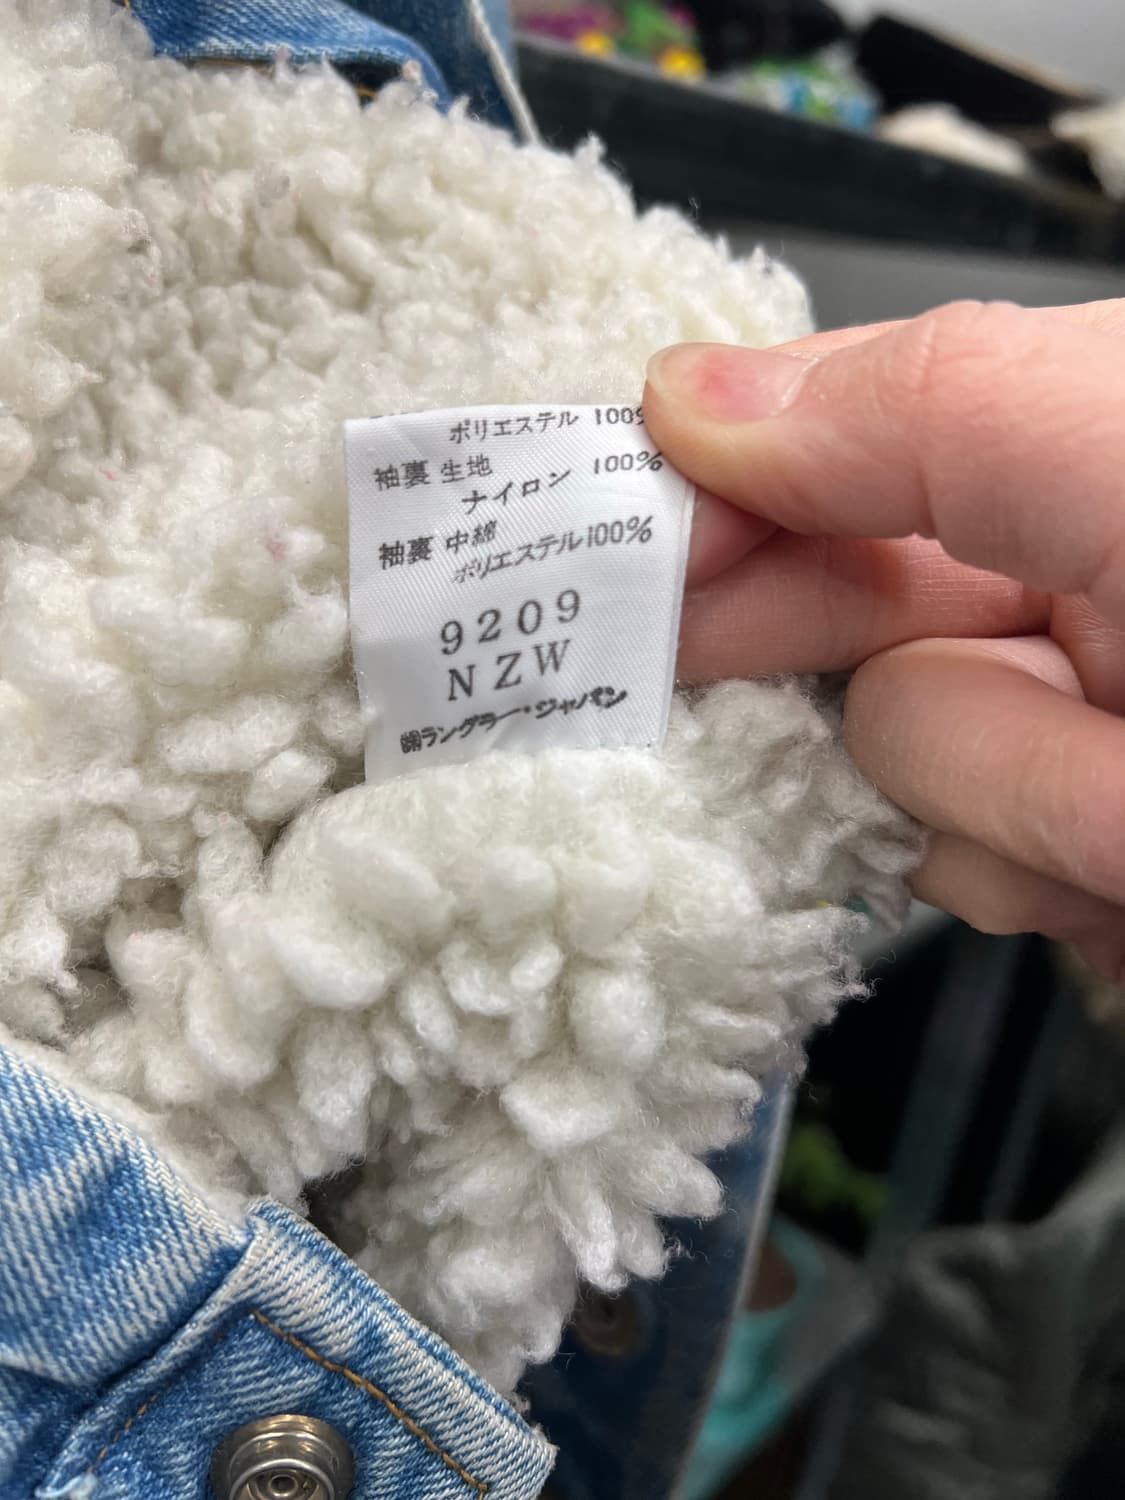 ポリエステル 100%
袖裏 生地
ナイロン 100%
袖裏 中綿
ポリエステル100%
9209
NZW
㈱ラングラー・ジャパン